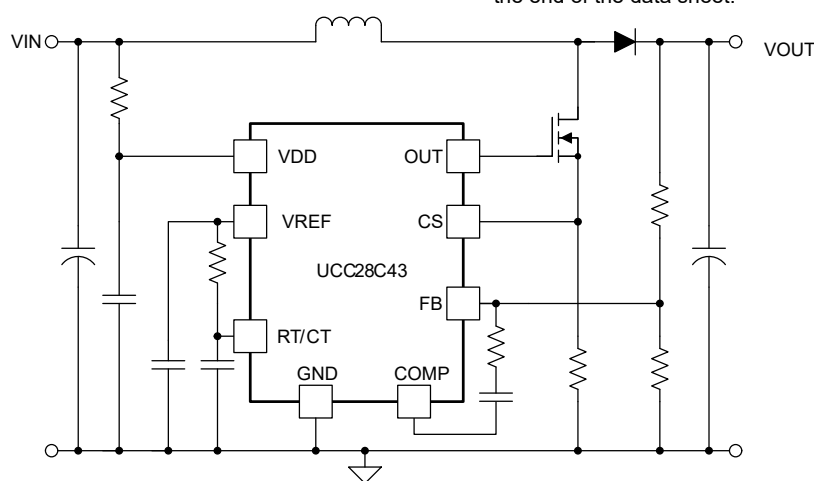 the end of the data sheet.
VIN
VOUT
VDD
OUT
VREF
CS
UCC28C43
FB
RT/CT
GND
COMP